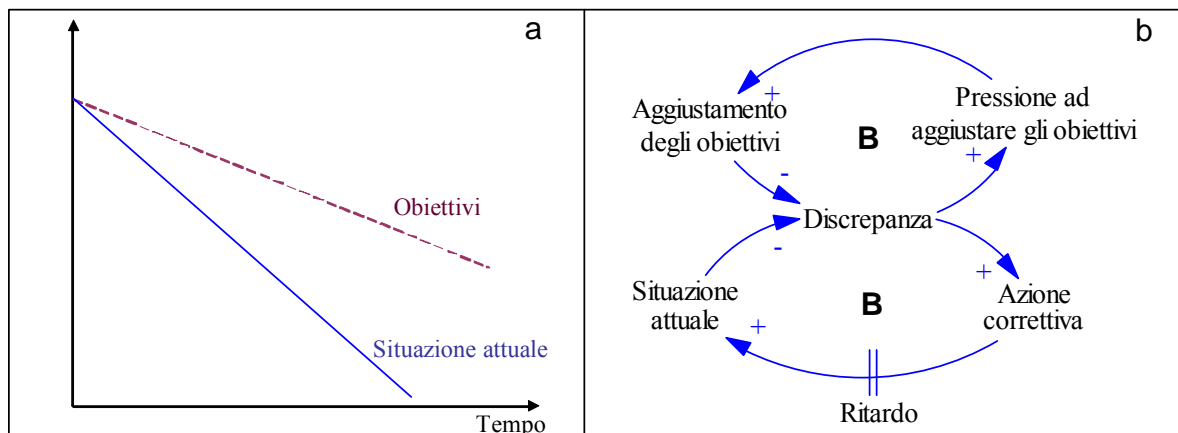 a
Obiettivi
Situazione attuale
Tempo
b
+
Aggiustamento
degli obiettivi
Pressione ad
aggiustare gli obiettivi
B
+
-
Discrepanza
-
+
Situazione
attuale
B
Azione
correttiva
+
Ritardo